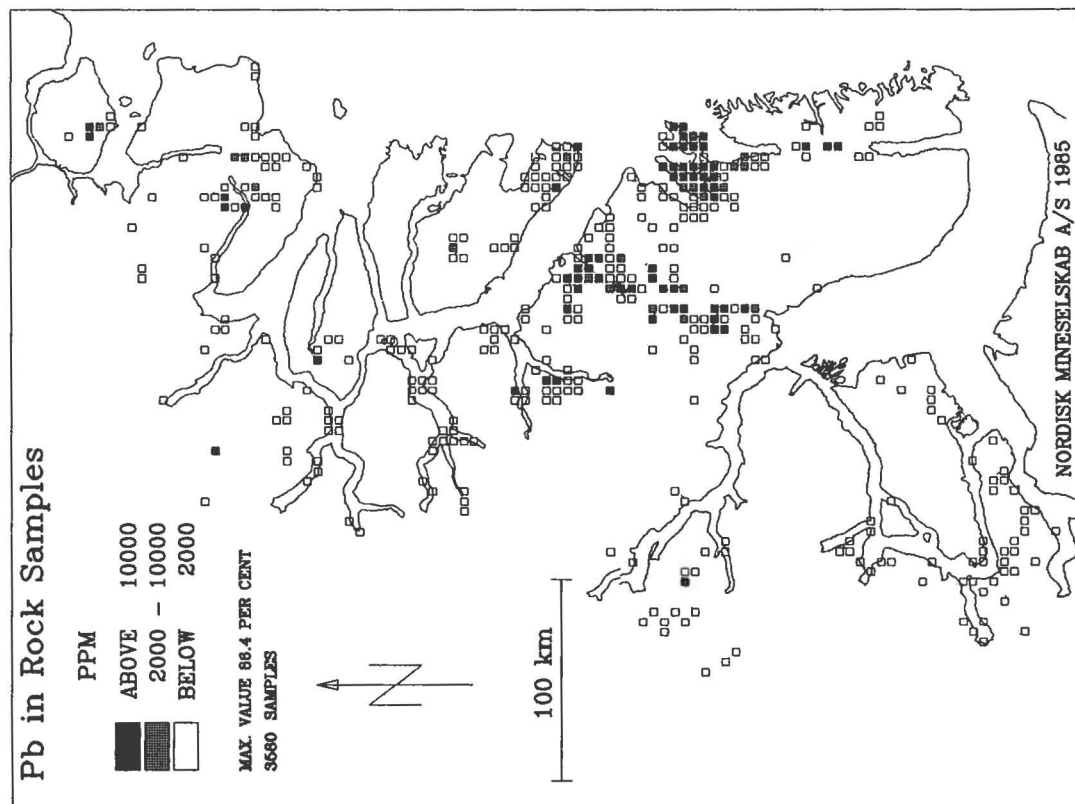 Pb in Rock Samples
PPM
ABOVE 10000
2000 - 10000
BELOW 2000
MAX. VALUE 86.4 PER CENT
3580 SAMPLES
N
100 km
NORDISK MINESELSKAB A/S 1985